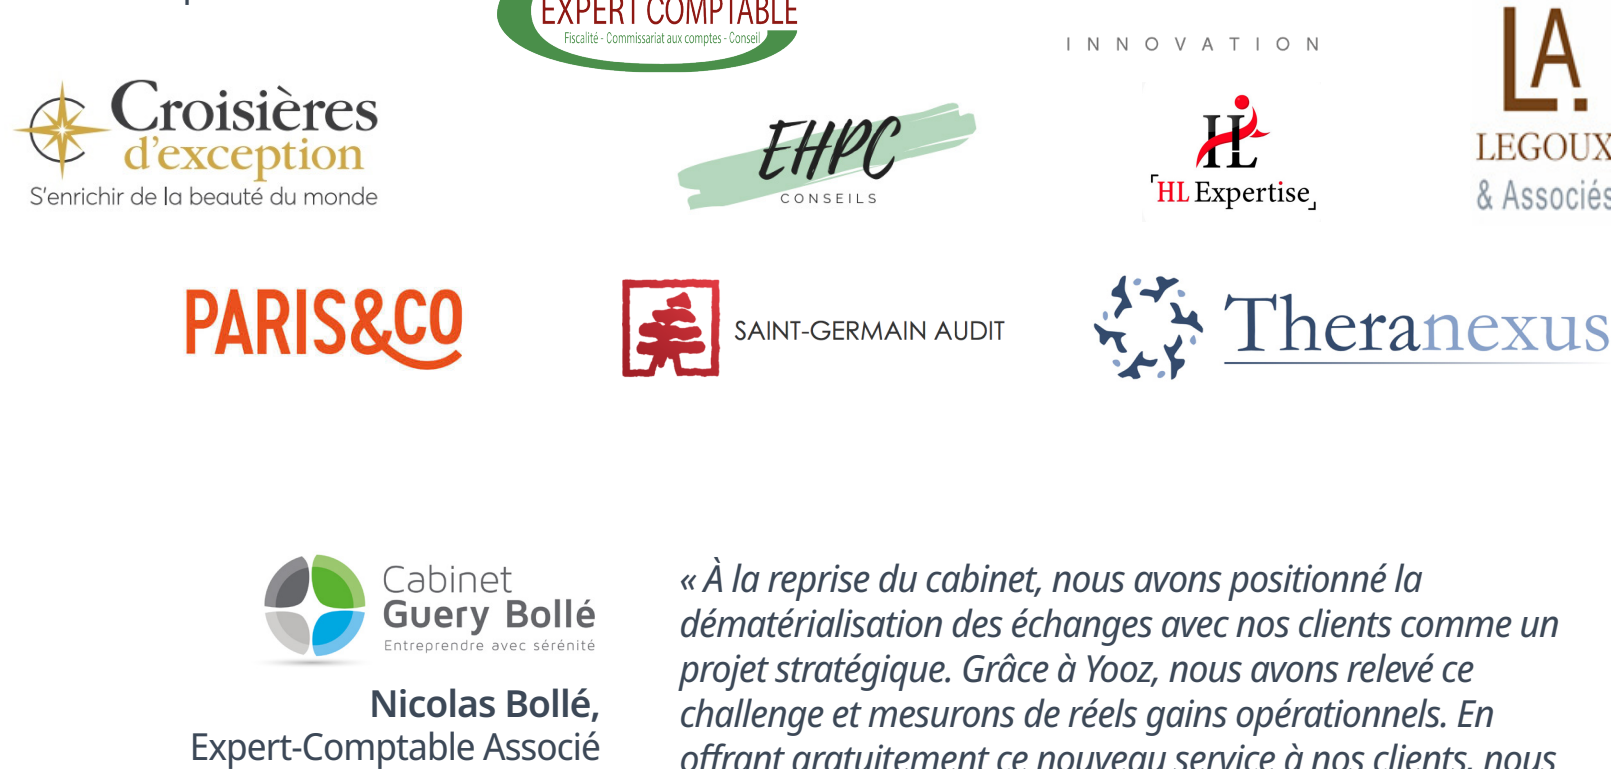 EXPERT COMPTABLE
Fiscalité - Commissariat aux comptes - Conseil
INNOVATION
LA.
LEGOUX
& Associés
Croisières
d'exception
S'enrichir de la beauté du monde
EHPC
CONSEILS
HL
HL Expertise
PARIS&CO
SAINT-GERMAIN AUDIT
Theranexus
Cabinet
Guery Bollé
Entreprendre avec sérénité
Nicolas Bollé,
Expert-Comptable Associé
« À la reprise du cabinet, nous avons positionné la
dématérialisation des échanges avec nos clients comme un
projet stratégique. Grâce à Yooz, nous avons relevé ce
challenge et mesurons de réels gains opérationnels. En
offrant gratuitement ce nouveau service à nos clients, nous